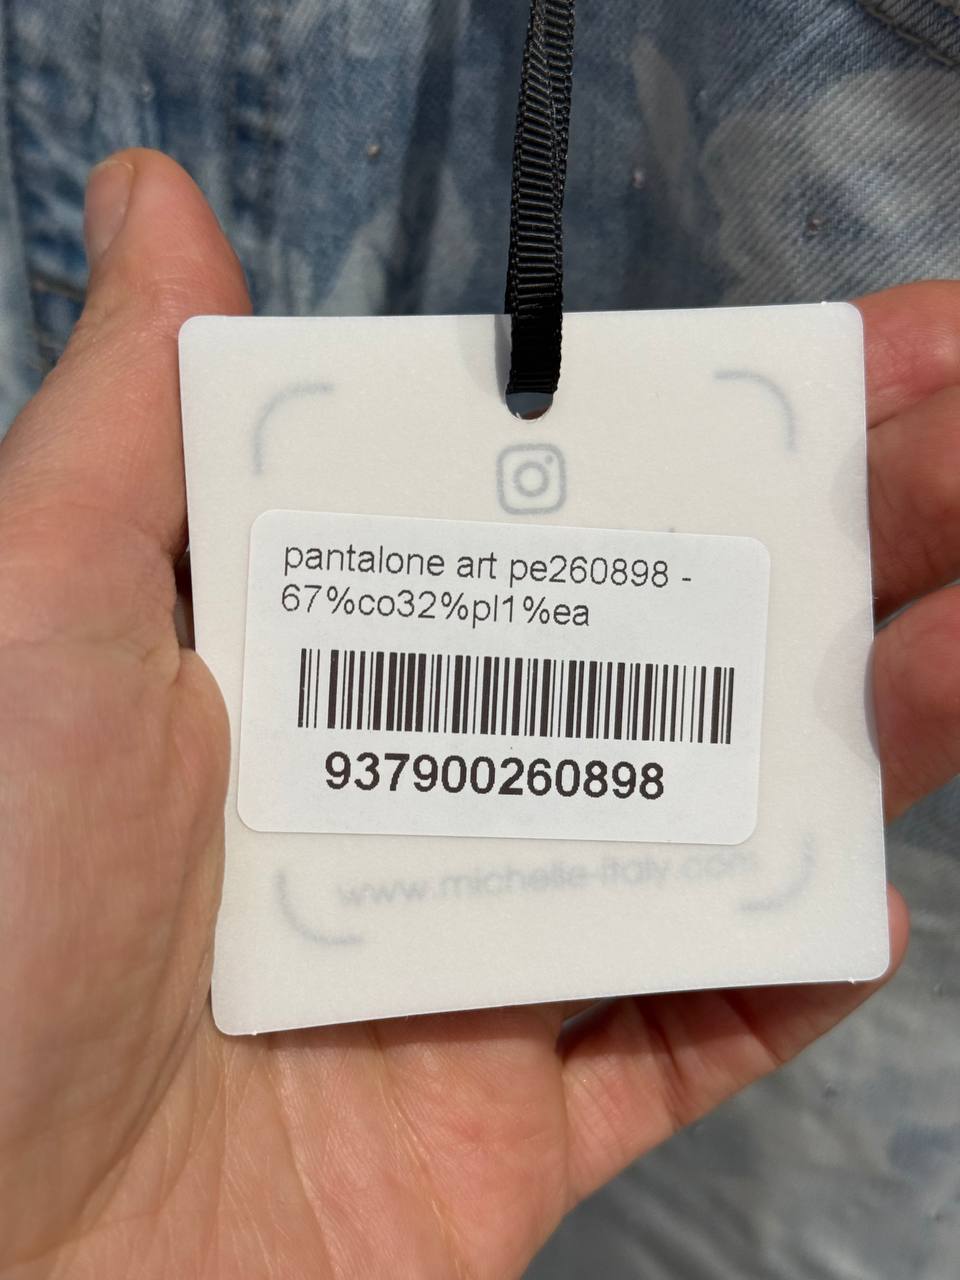 pantalone art pe260898 -
67%co32%pl1%ea
937900260898
www.michelle-italy.com